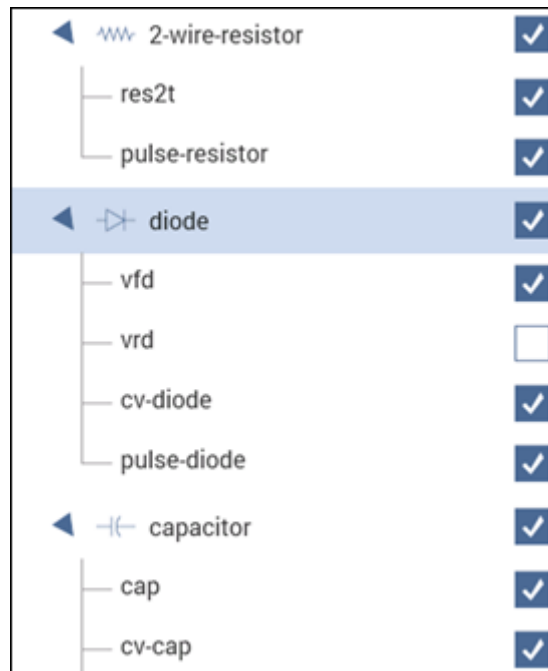 2-wire-resistor
res2t
pulse-resistor
diode
vfd
vrd
cv-diode
pulse-diode
capacitor
cap
cv-cap